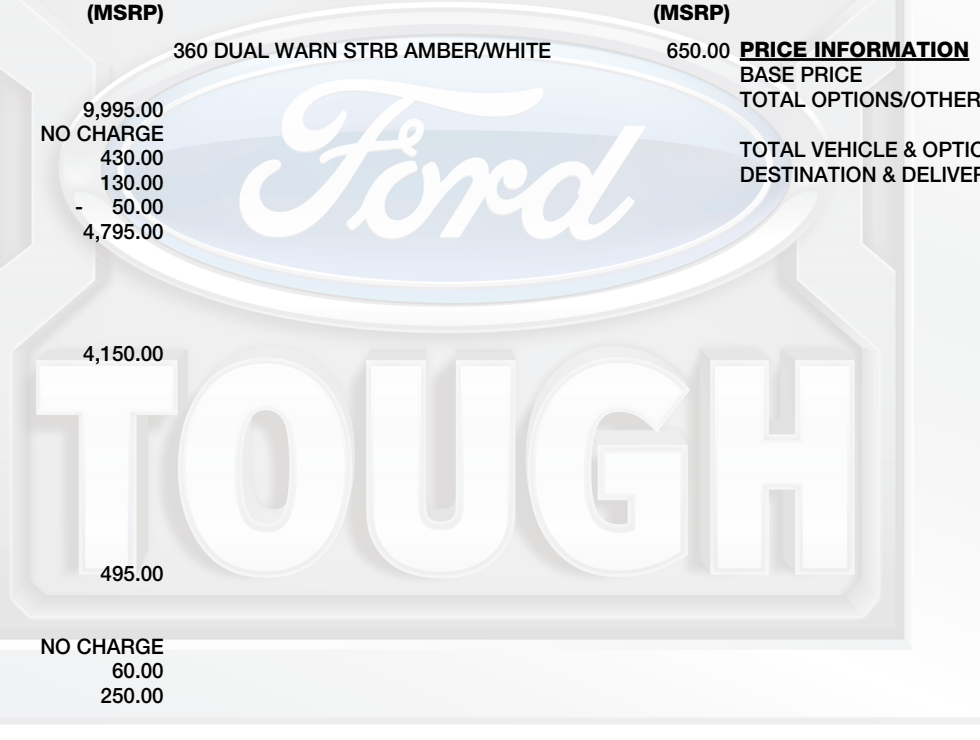 (MSRP) (MSRP)
360 DUAL WARN STRB AMBER/WHITE 650.00 PRICE INFORMATION
BASE PRICE
9,995.00 TOTAL OPTIONS/OTHER
NO CHARGE
430.00 TOTAL VEHICLE & OPTIO
130.00 DESTINATION & DELIVER
- 50.00
4,795.00
Ford
4,150.00
TOUGH
495.00
NO CHARGE
60.00
250.00